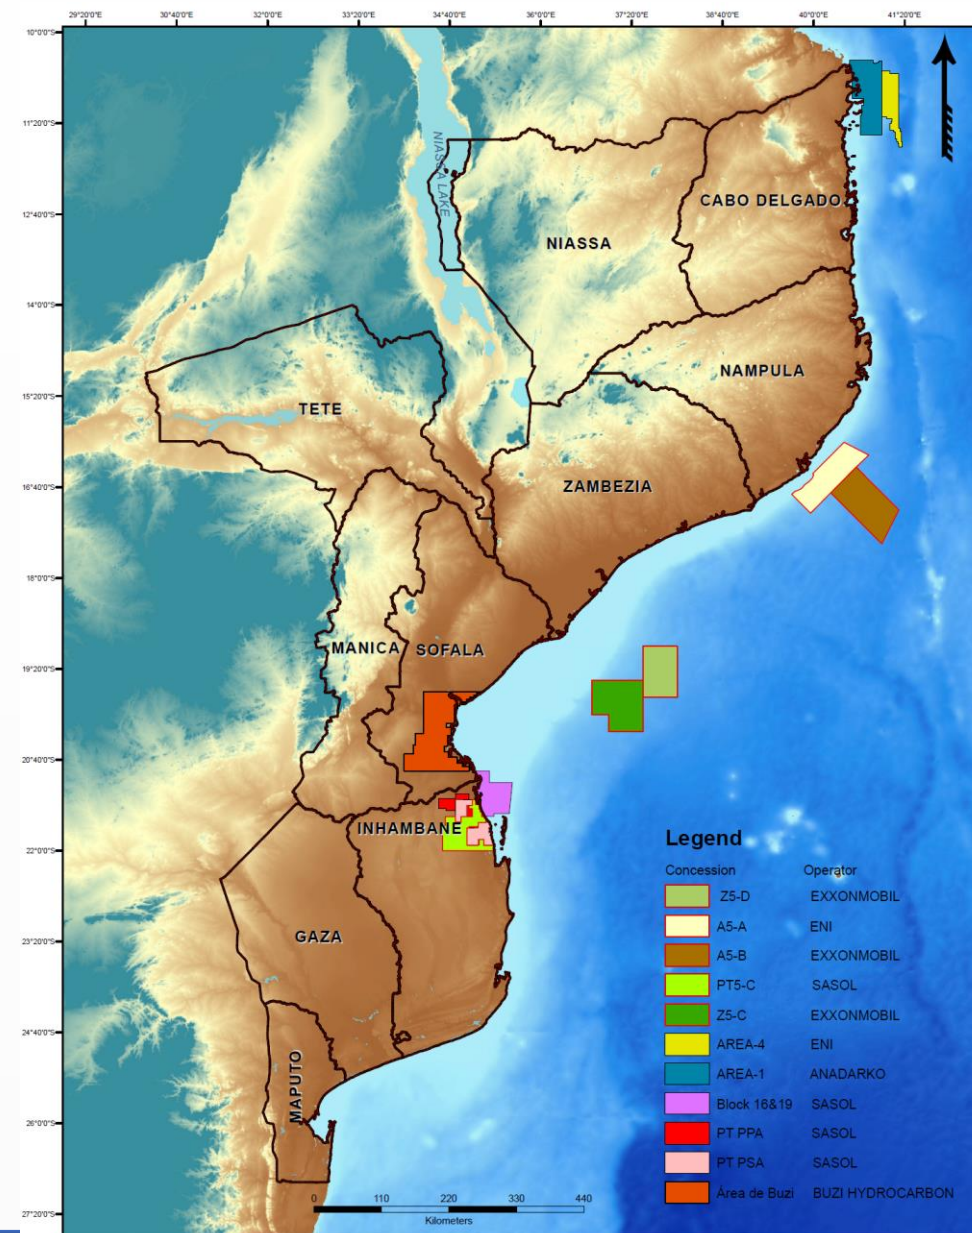 29°20'0"E 30°40'0"E 32°0'0"E 33°20'0"E 34°40'0"E 36°0'0"E 37°20'0"E 38°40'0"E 40°0'0"E 41°20'0"E
10°0'0"S
11°20'0"S
12°40'0"S
14°0'0"S
15°20'0"S
16°40'0"S
18°0'0"S
19°20'0"S
20°40'0"S
22°0'0"S
23°20'0"S
24°40'0"S
26°0'0"S
27°20'0"S
NIASSA LAKE
CABO DELGADO
NIASSA
NAMPULA
TETE
ZAMBEZIA
MANICA
SOFALA
INHAMBANE
GAZA
MAPUTO
Legend
Concession Operator
Z5-D EXXONMOBIL
A5-A ENI
A5-B EXXONMOBIL
PT5-C SASOL
Z5-C EXXONMOBIL
AREA-4 ENI
AREA-1 ANADARKO
Block 16&19 SASOL
PT PPA SASOL
PT PSA SASOL
Área de Buzi BUZI HYDROCARBON
0 110 220 330 440
Kilometers